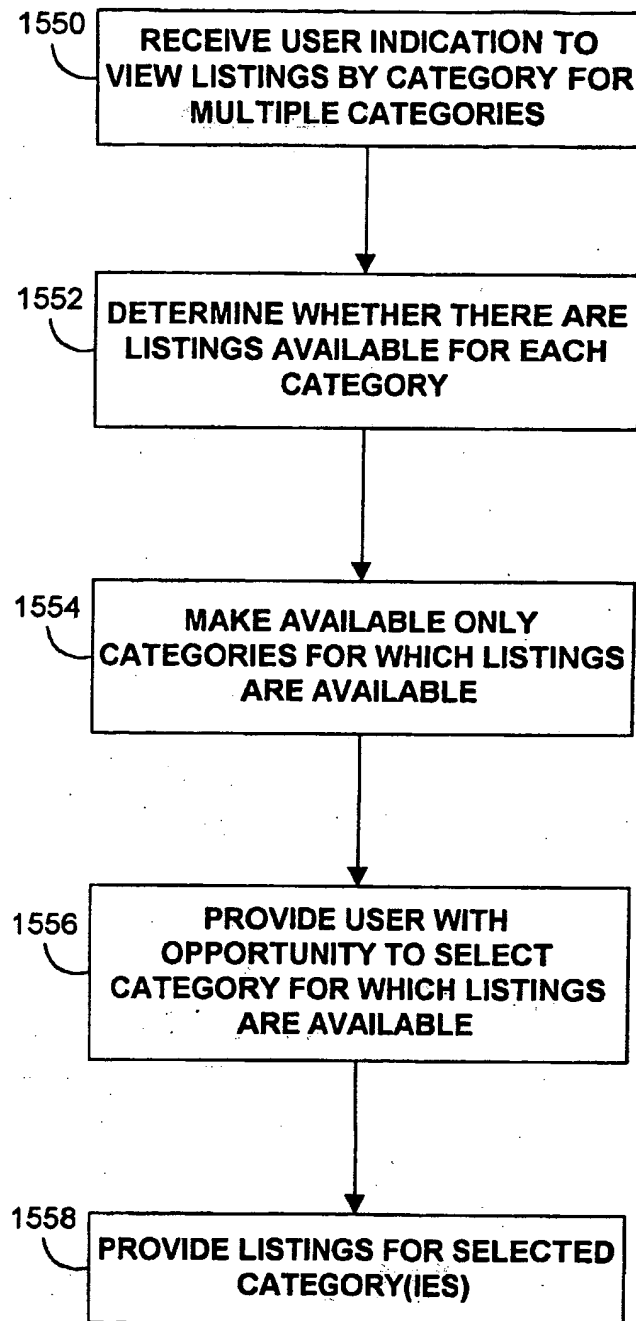 1550
RECEIVE USER INDICATION TO
VIEW LISTINGS BY CATEGORY FOR
MULTIPLE CATEGORIES
1552
DETERMINE WHETHER THERE ARE
LISTINGS AVAILABLE FOR EACH
CATEGORY
1554
MAKE AVAILABLE ONLY
CATEGORIES FOR WHICH LISTINGS
ARE AVAILABLE
1556
PROVIDE USER WITH
OPPORTUNITY TO SELECT
CATEGORY FOR WHICH LISTINGS
ARE AVAILABLE
1558
PROVIDE LISTINGS FOR SELECTED
CATEGORY(IES)